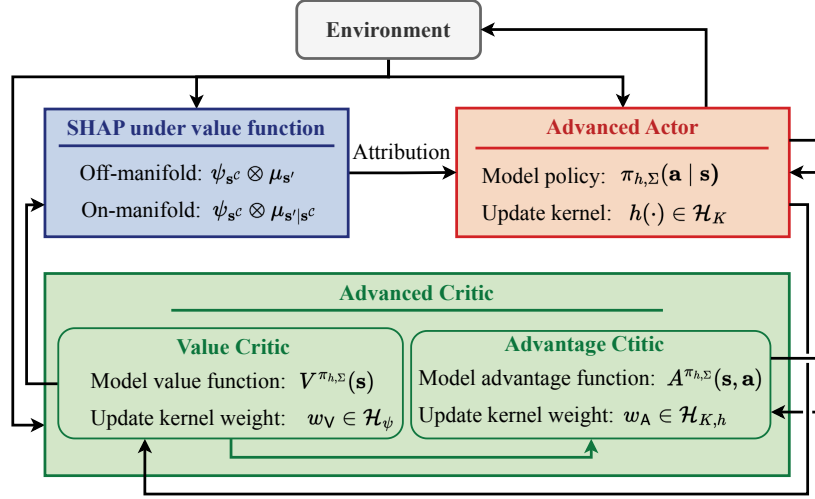 Environment
SHAP under value function
Off-manifold: ψ_{𝐬^𝒞} ⊗ μ_{𝐬′}
On-manifold: ψ_{𝐬^𝒞} ⊗ μ_{𝐬′|𝐬^𝒞}
Attribution
Advanced Actor
Model policy: π_{h,Σ}(𝐚 | 𝐬)
Update kernel: h(·) ∈ ℋ_K
Advanced Critic
Value Critic
Model value function: V^{π_{h,Σ}}(𝐬)
Update kernel weight: w_V ∈ ℋ_ψ
Advantage Ctitic
Model advantage function: A^{π_{h,Σ}}(𝐬, 𝐚)
Update kernel weight: w_A ∈ ℋ_{K,h}